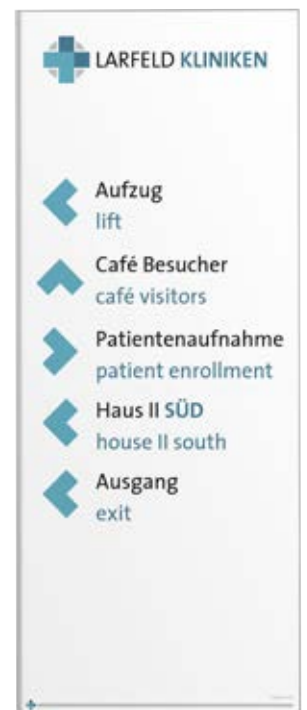 LARFELD KLINIKEN
Aufzug
lift
Café Besucher
café visitors
Patientenaufnahme
patient enrollment
Haus II SÜD
house II south
Ausgang
exit